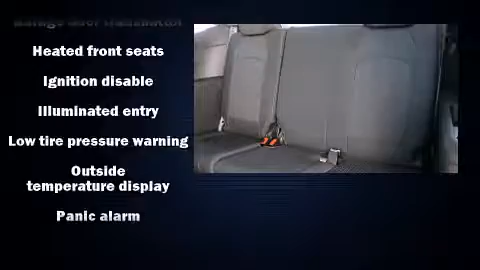 Heated front seats
Ignition disable
Illuminated entry
Low tire pressure warning
Outside
temperature display
Panic alarm